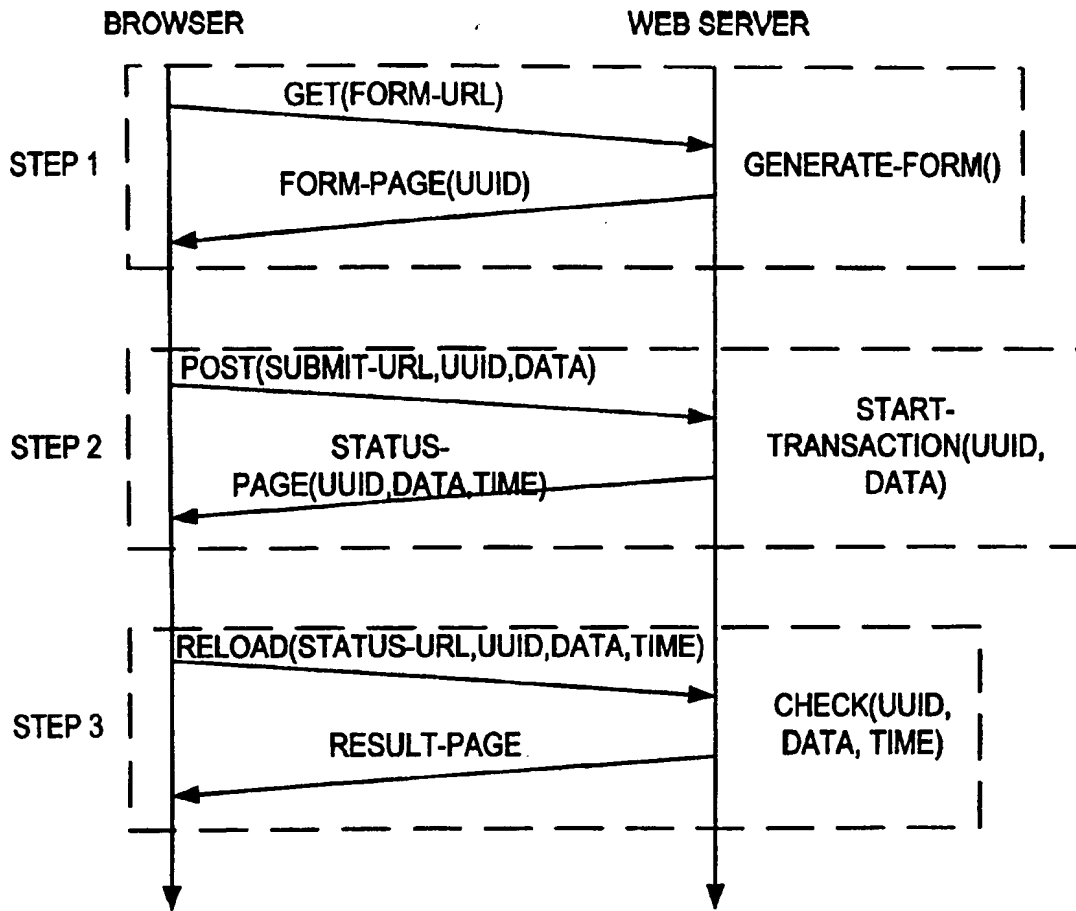 BROWSER
WEB SERVER
GET(FORM-URL)
STEP 1
GENERATE-FORM()
FORM-PAGE(UUID)
POST(SUBMIT-URL,UUID,DATA)
STEP 2
STATUS-
PAGE(UUID,DATA,TIME)
START-
TRANSACTION(UUID,
DATA)
RELOAD(STATUS-URL,UUID,DATA,TIME)
STEP 3
RESULT-PAGE
CHECK(UUID,
DATA, TIME)